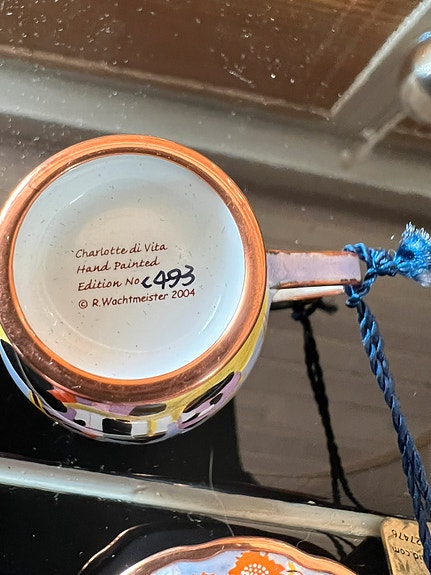 Charlotte di Vita
Hand Painted
Edition No C493
© R.Wachtmeister 2004